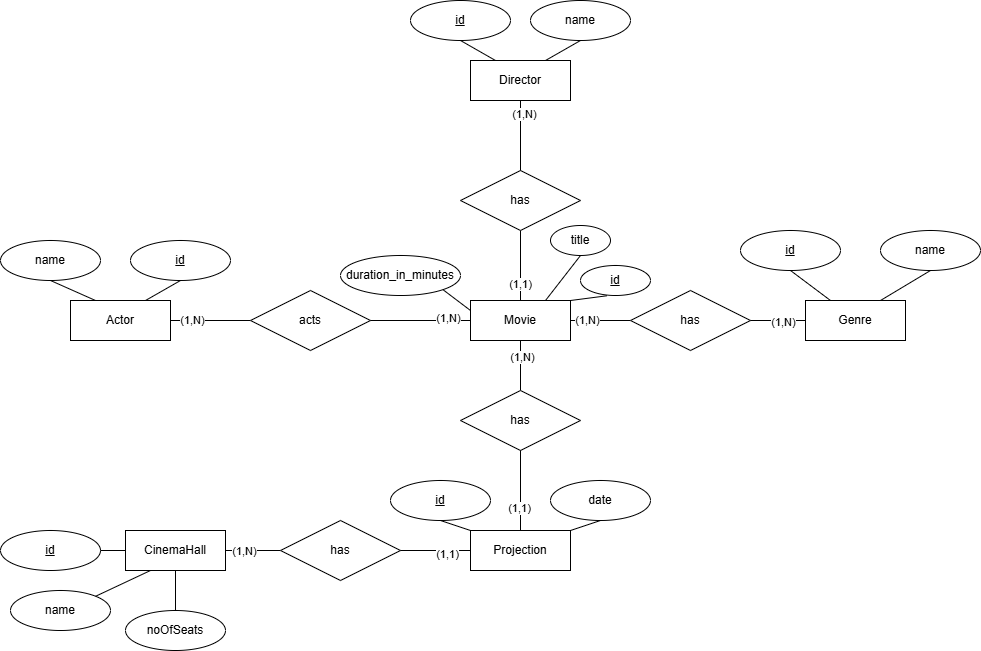 id
name
Director
(1,N)
has
title
duration_in_minutes
(1,1)
id
name
id
id
name
Actor
(1,N)
acts
(1,N)
Movie
(1,N)
has
(1,N)
Genre
(1,N)
has
id
date
(1,1)
id
CinemaHall
(1,N)
has
(1,1)
Projection
name
noOfSeats